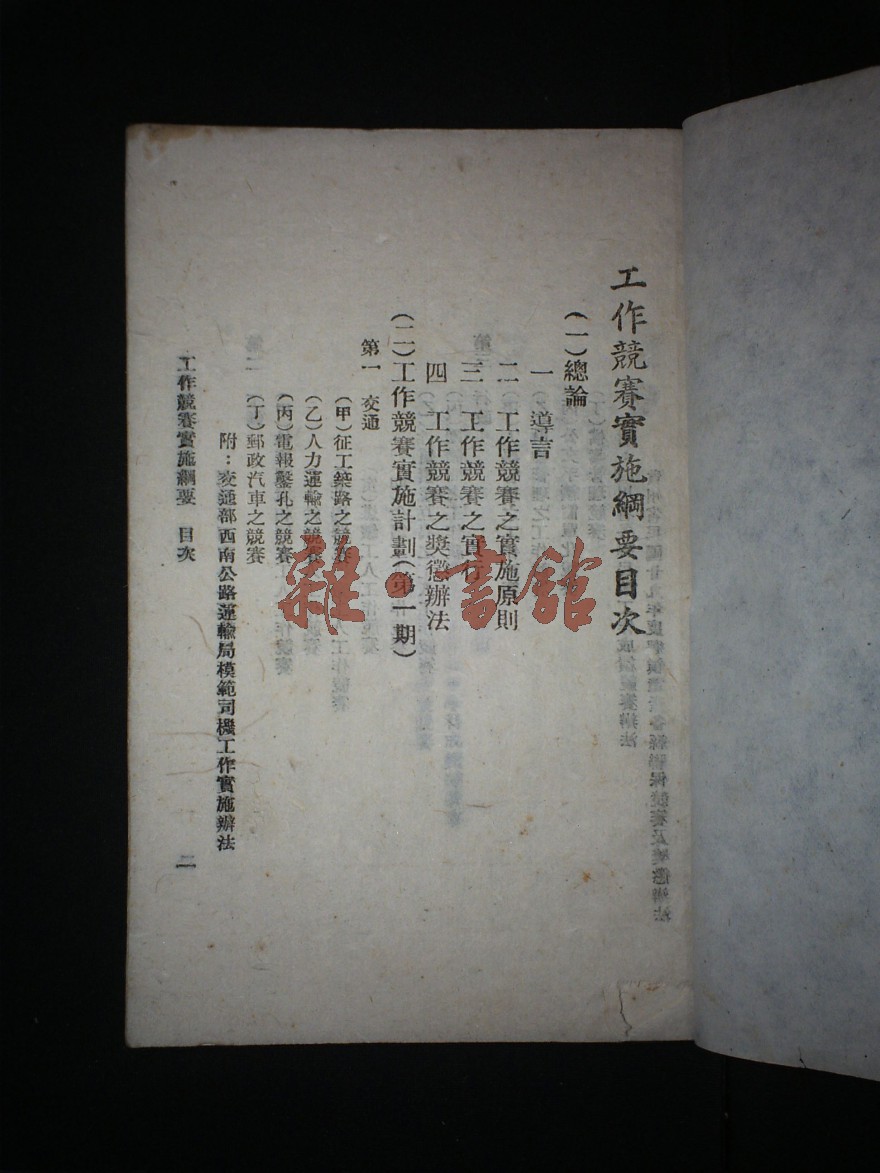 工作競賽實施綱要目次
(一)總論
一 導言
二 工作競賽之實施原則
三 工作競賽之實行
四 工作競賽之獎懲辦法
(二)工作競賽實施計劃(第一期)
第一 交通
(甲)征工築路之競賽
(乙)人力運輸之競賽
(丙)電報鑿孔之競賽
(丁)郵政汽車之競賽
附：交通部西南公路運輸局模範司機工作實施辦法
工作競賽實施綱要 目次 二
雜·書館